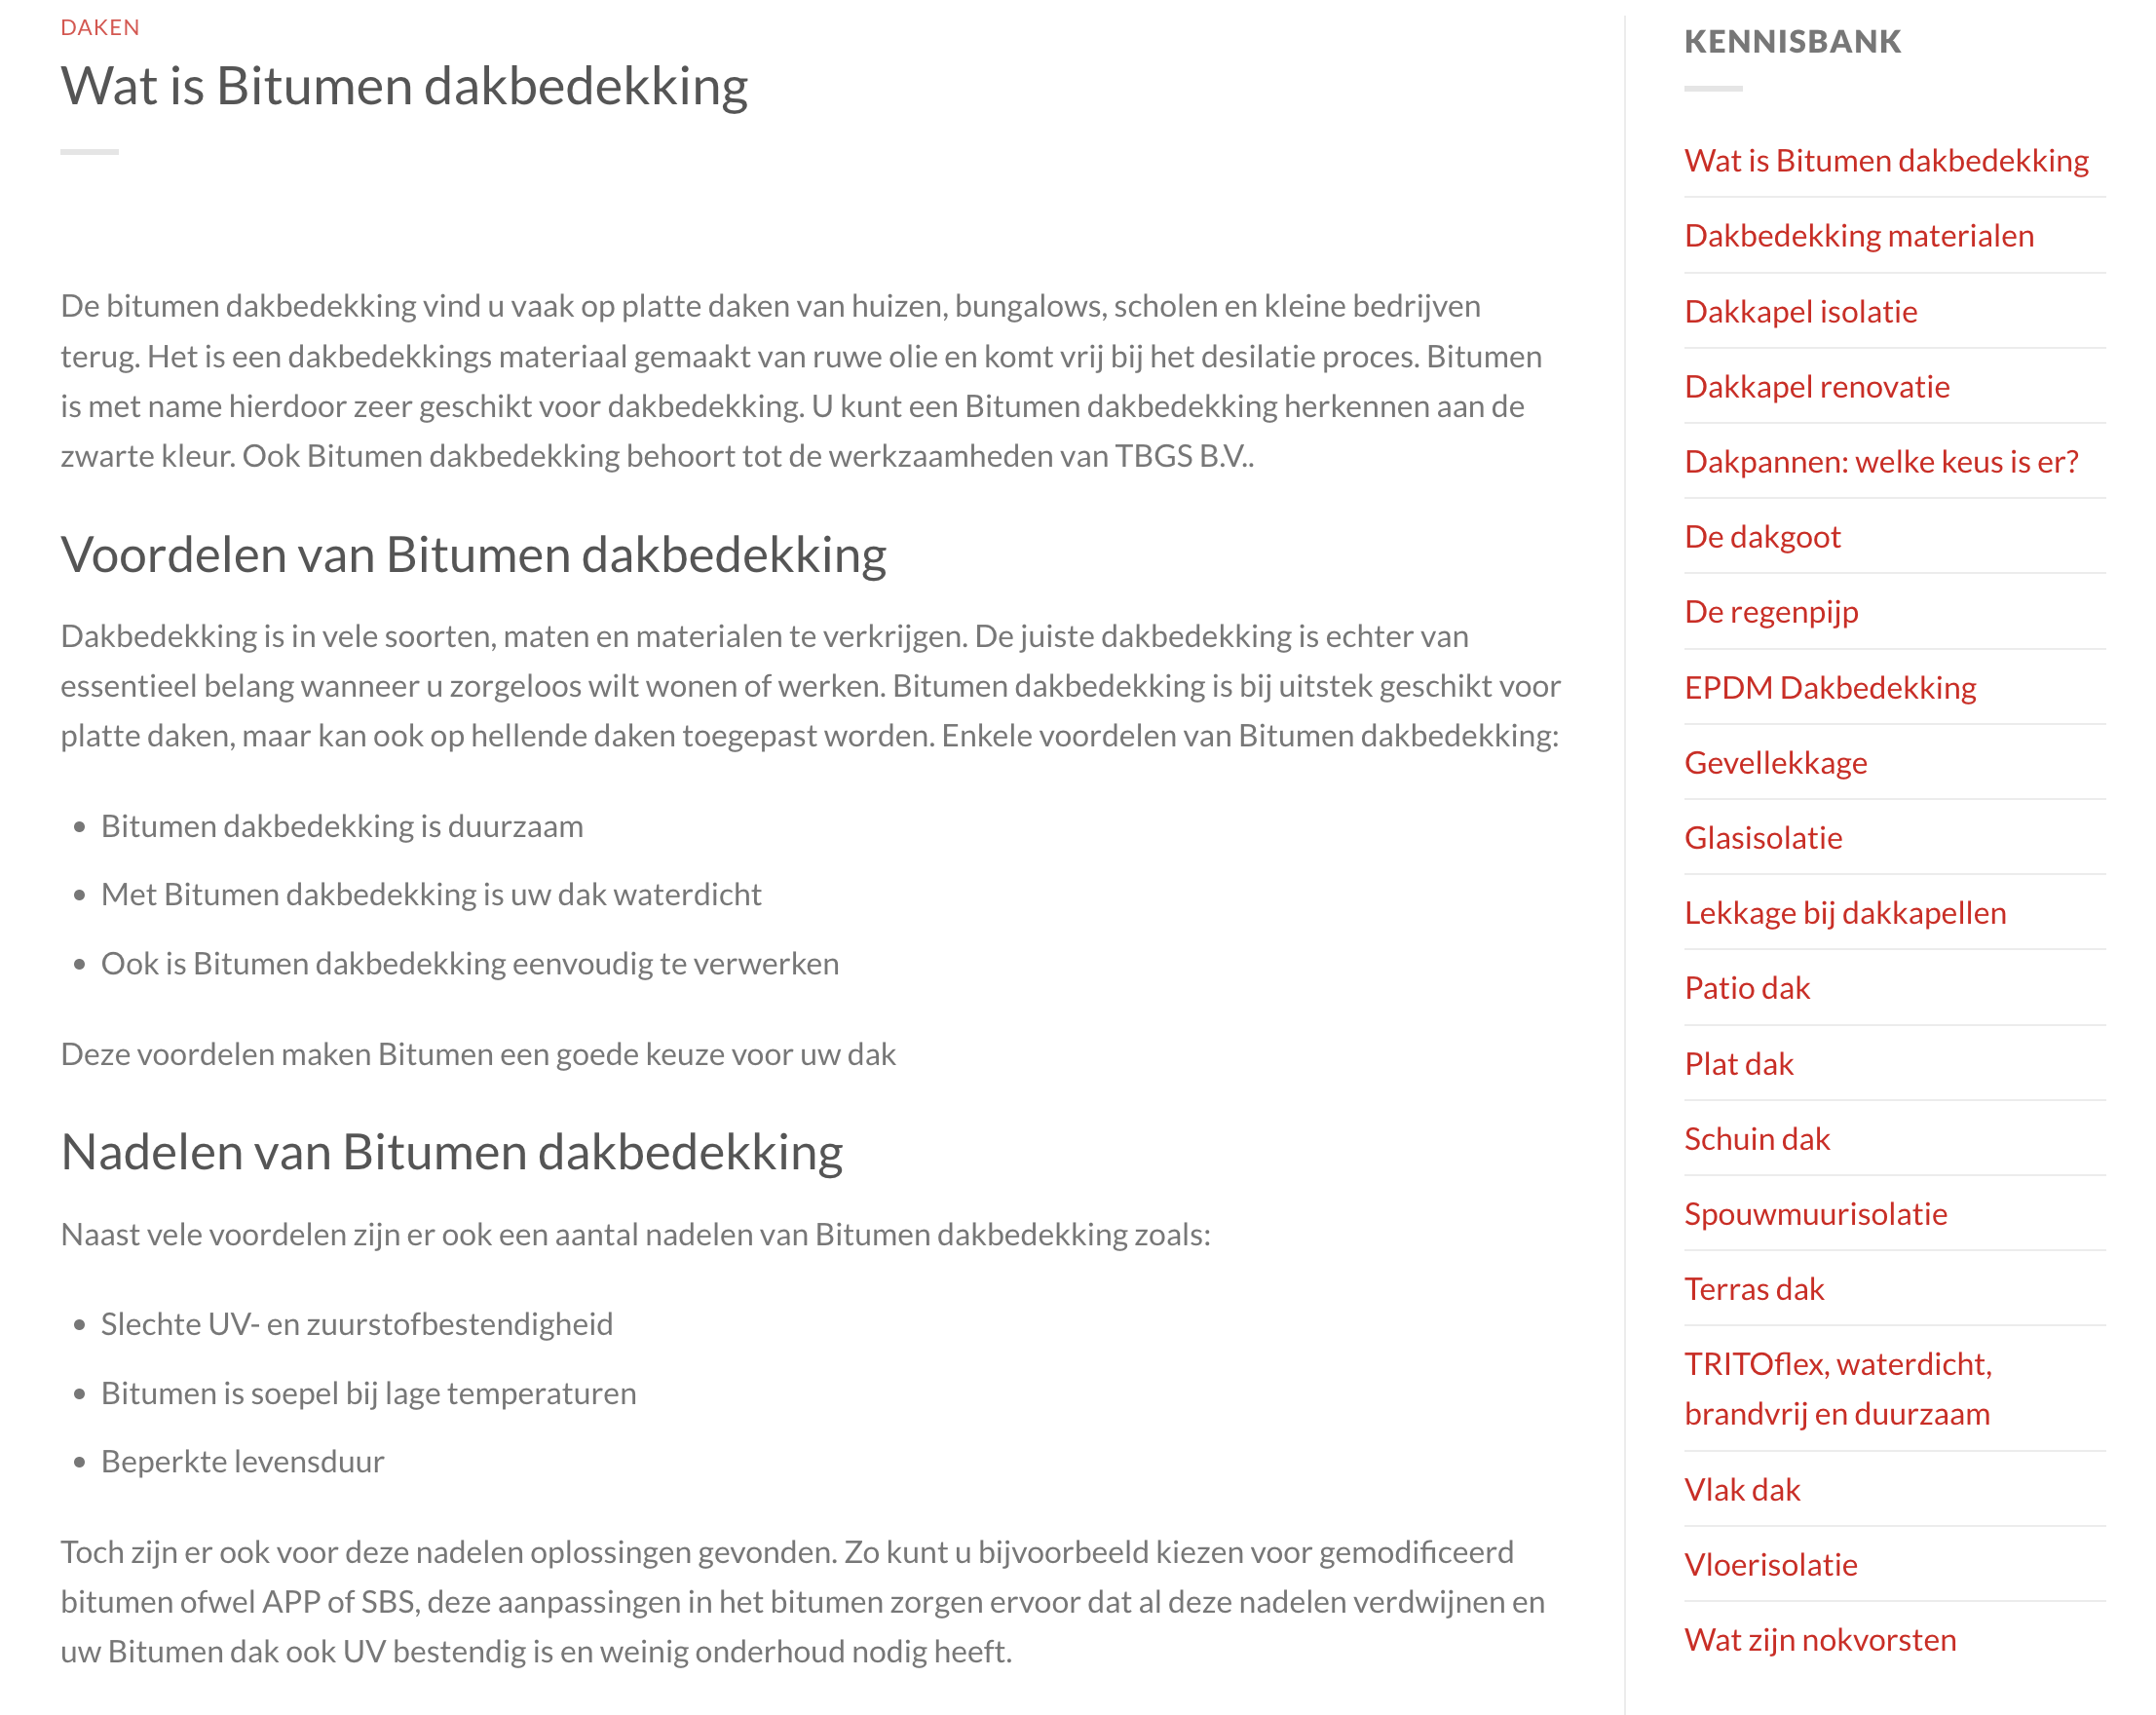 DAKEN
Wat is Bitumen dakbedekking
De bitumen dakbedekking vind u vaak op platte daken van huizen, bungalows, scholen en kleine bedrijven
terug. Het is een dakbedekkings materiaal gemaakt van ruwe olie en komt vrij bij het desilatie proces. Bitumen
is met name hierdoor zeer geschikt voor dakbedekking. U kunt een Bitumen dakbedekking herkennen aan de
zwarte kleur. Ook Bitumen dakbedekking behoort tot de werkzaamheden van TBGS B.V..
Voordelen van Bitumen dakbedekking
Dakbedekking is in vele soorten, maten en materialen te verkrijgen. De juiste dakbedekking is echter van
essentieel belang wanneer u zorgeloos wilt wonen of werken. Bitumen dakbedekking is bij uitstek geschikt voor
platte daken, maar kan ook op hellende daken toegepast worden. Enkele voordelen van Bitumen dakbedekking:
• Bitumen dakbedekking is duurzaam
• Met Bitumen dakbedekking is uw dak waterdicht
• Ook is Bitumen dakbedekking eenvoudig te verwerken
Deze voordelen maken Bitumen een goede keuze voor uw dak
Nadelen van Bitumen dakbedekking
Naast vele voordelen zijn er ook een aantal nadelen van Bitumen dakbedekking zoals:
• Slechte UV- en zuurstofbestendigheid
• Bitumen is soepel bij lage temperaturen
• Beperkte levensduur
Toch zijn er ook voor deze nadelen oplossingen gevonden. Zo kunt u bijvoorbeeld kiezen voor gemodificeerd
bitumen ofwel APP of SBS, deze aanpassingen in het bitumen zorgen ervoor dat al deze nadelen verdwijnen en
uw Bitumen dak ook UV bestendig is en weinig onderhoud nodig heeft.
KENNISBANK
Wat is Bitumen dakbedekking
Dakbedekking materialen
Dakkapel isolatie
Dakkapel renovatie
Dakpannen: welke keus is er?
De dakgoot
De regenpijp
EPDM Dakbedekking
Gevellekkage
Glasisolatie
Lekkage bij dakkapellen
Patio dak
Plat dak
Schuin dak
Spouwmuurisolatie
Terras dak
TRITOflex, waterdicht,
brandvrij en duurzaam
Vlak dak
Vloerisolatie
Wat zijn nokvorsten